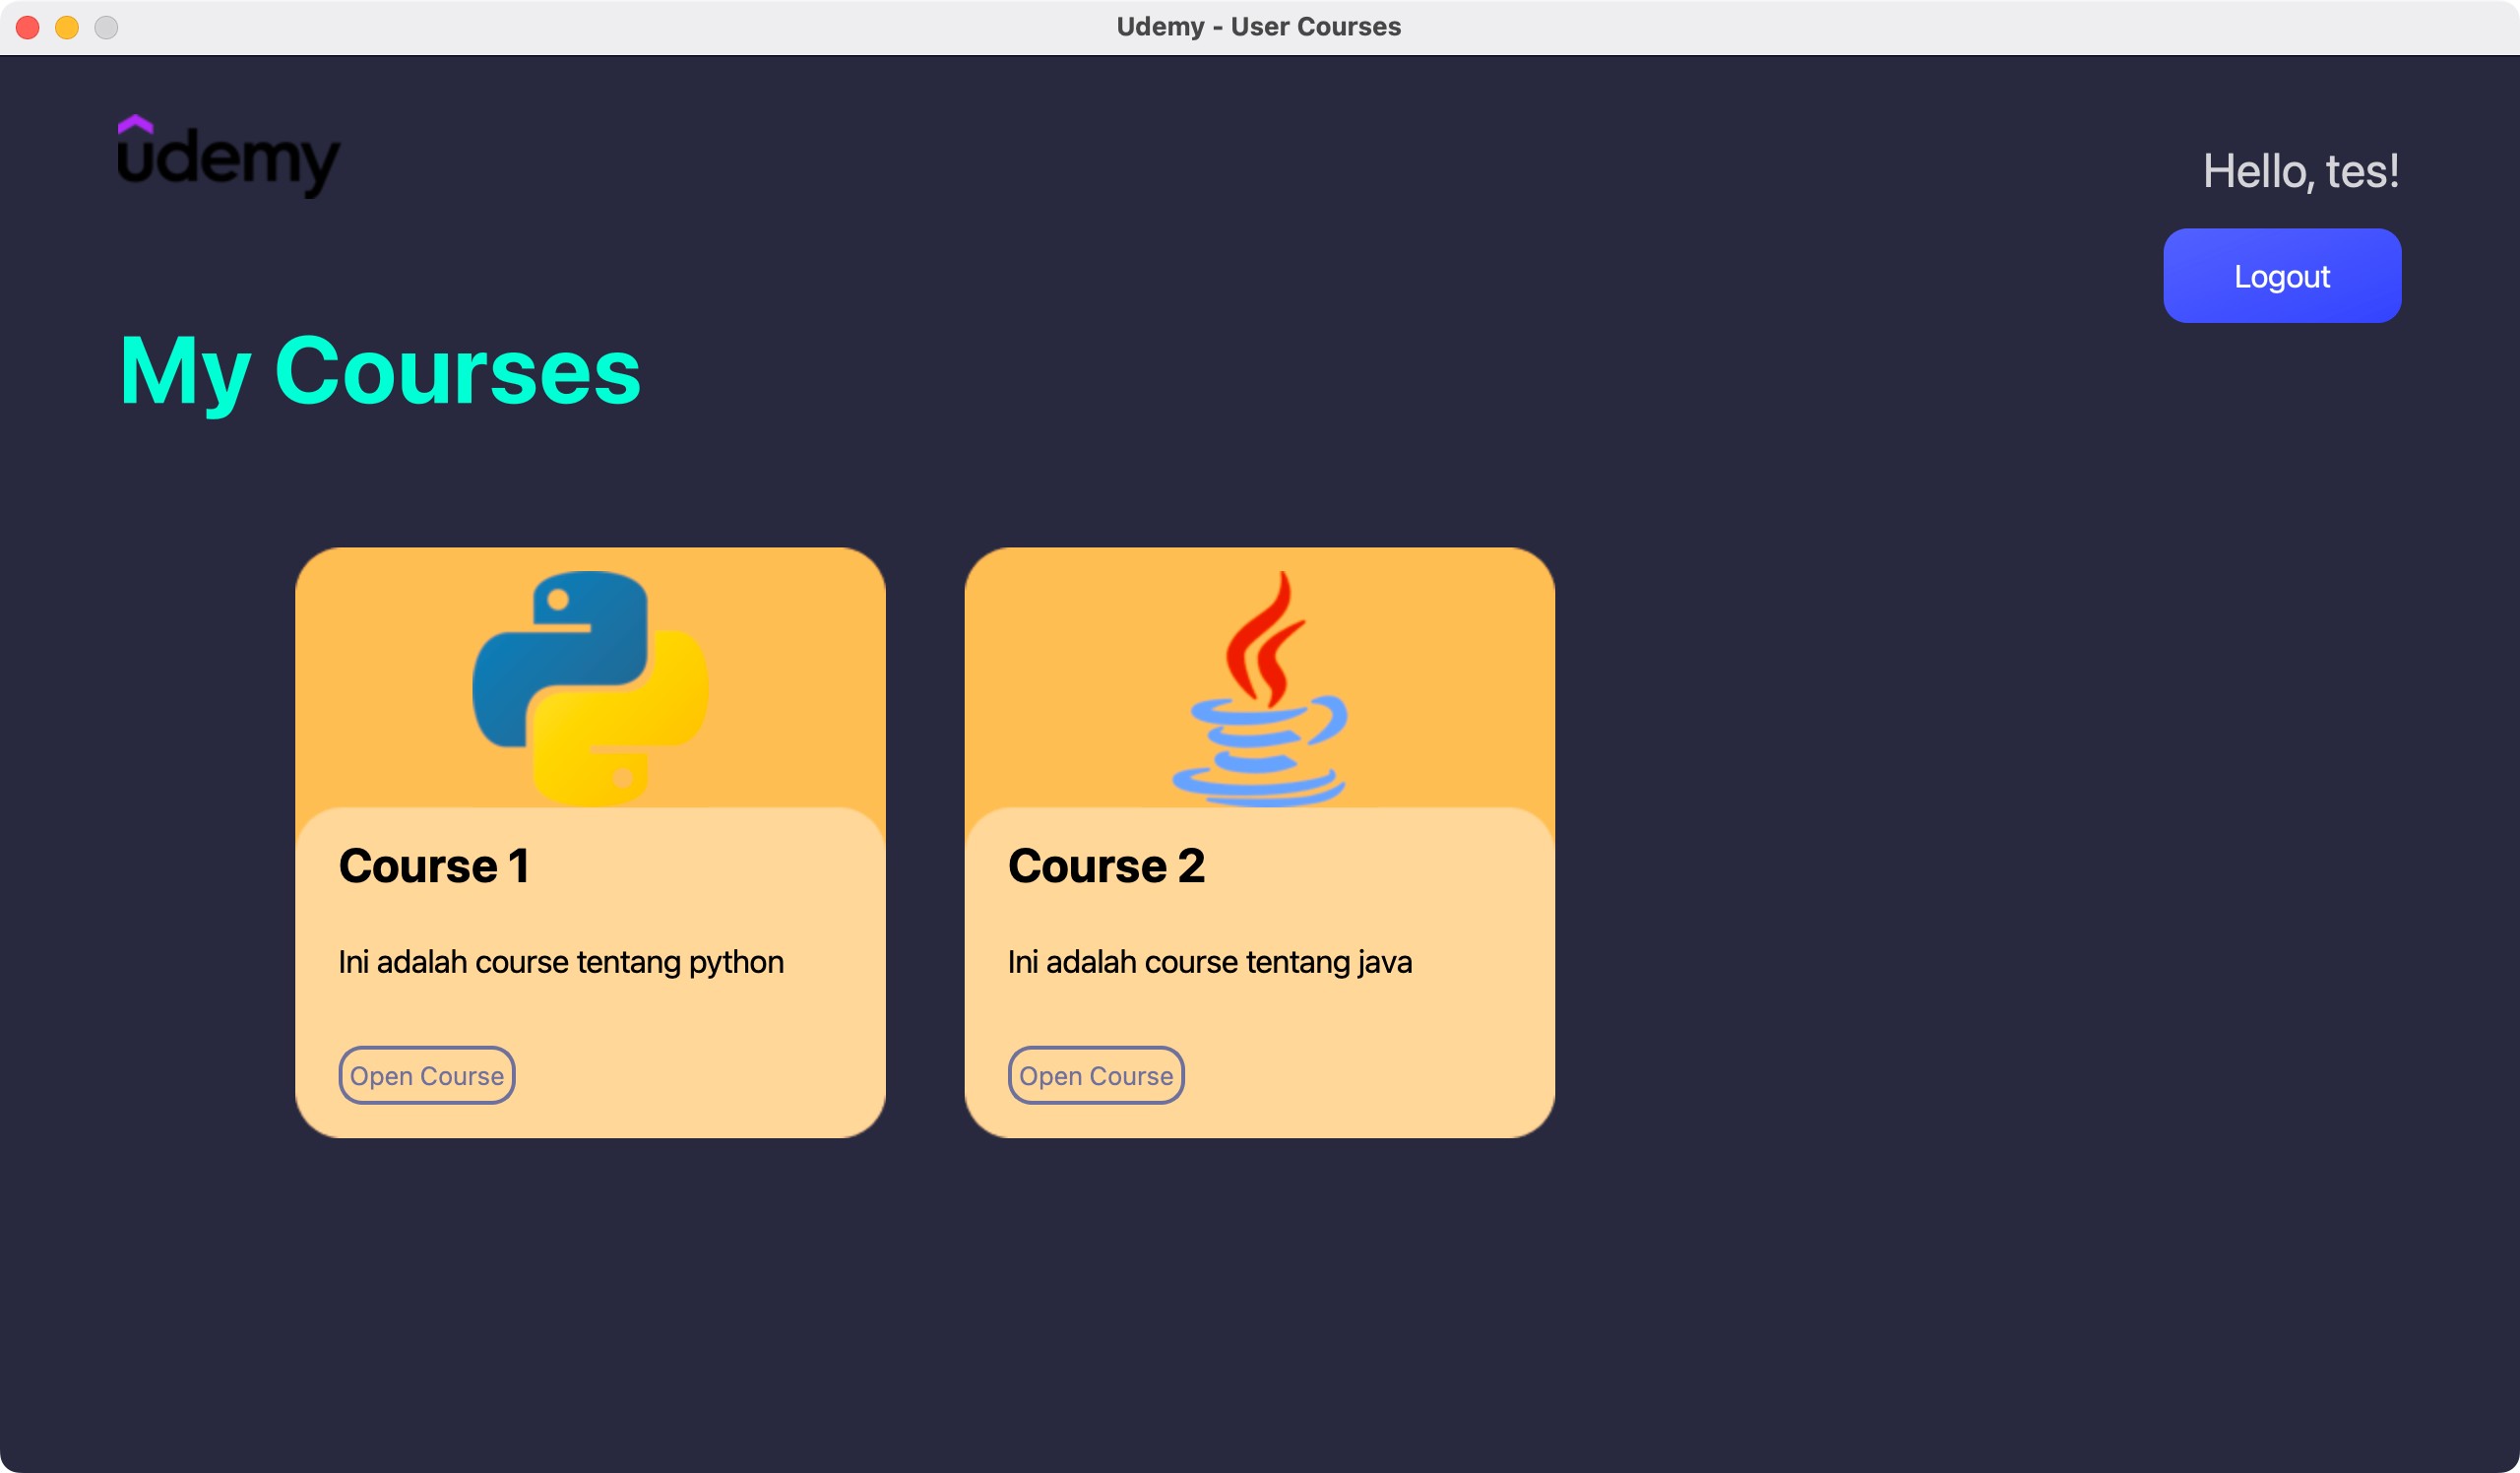 Udemy - User Courses
udemy
Hello, tes!
Logout
My Courses
Course 1
Ini adalah course tentang python
Open Course
Course 2
Ini adalah course tentang java
Open Course